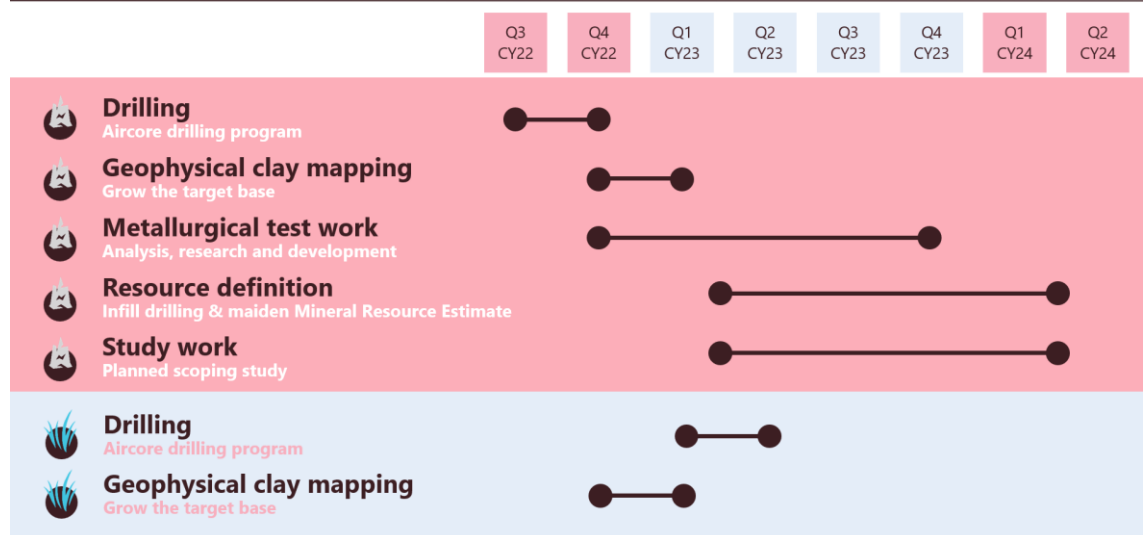 Q3 Q4 Q1 Q2 Q3 Q4 Q1 Q2
CY22 CY22 CY23 CY23 CY23 CY23 CY24 CY24
Drilling
Aircore drilling program
Geophysical clay mapping
Grow the target base
Metallurgical test work
Analysis, research and development
Resource definition
Infill drilling & maiden Mineral Resource Estimate
Study work
Planned scoping study
Drilling
Aircore drilling program
Geophysical clay mapping
Grow the target base